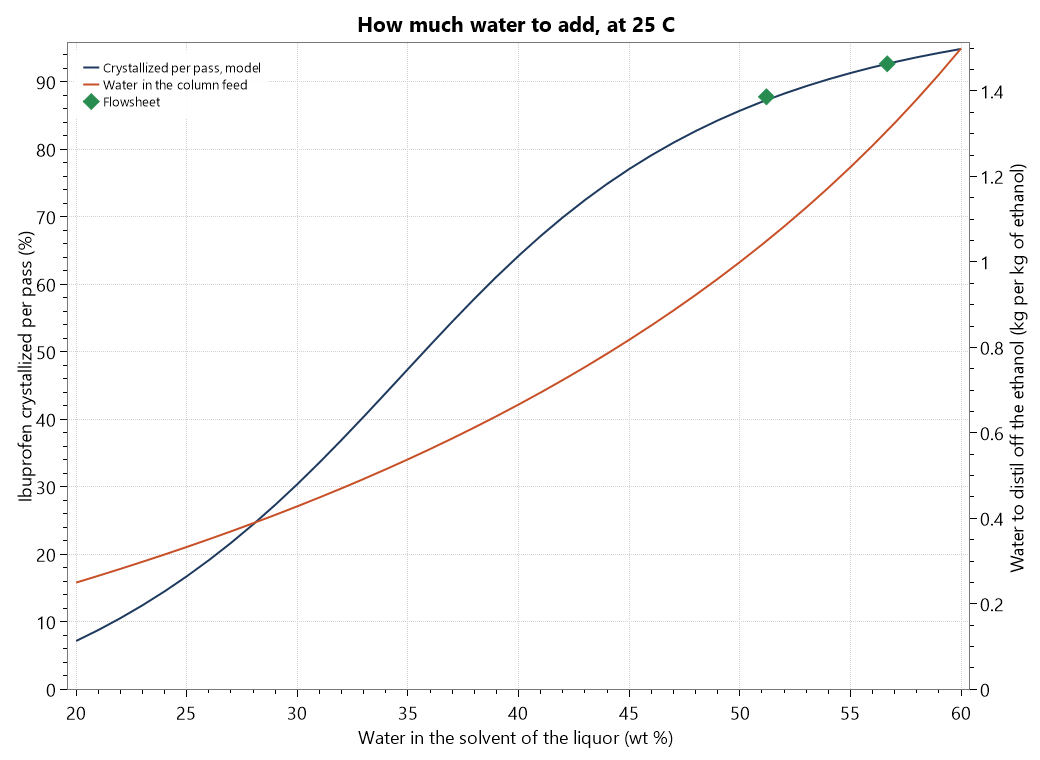 How much water to add, at 25 C
Crystallized per pass, model
Water in the column feed
Flowsheet
Ibuprofen crystallized per pass (%)
90
80
70
60
50
40
30
20
10
0
1.4
1.2
1
0.8
0.6
0.4
0.2
0
Water to distil off the ethanol (kg per kg of ethanol)
20 25 30 35 40 45 50 55 60
Water in the solvent of the liquor (wt %)